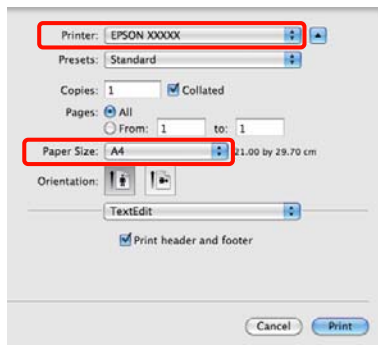 Printer: EPSON XXXXX
Presets: Standard
Copies: 1 Collated
Pages: All
From: 1 to: 1
Paper Size: A4 21.00 by 29.70 cm
Orientation:
TextEdit
Print header and footer
Cancel Print